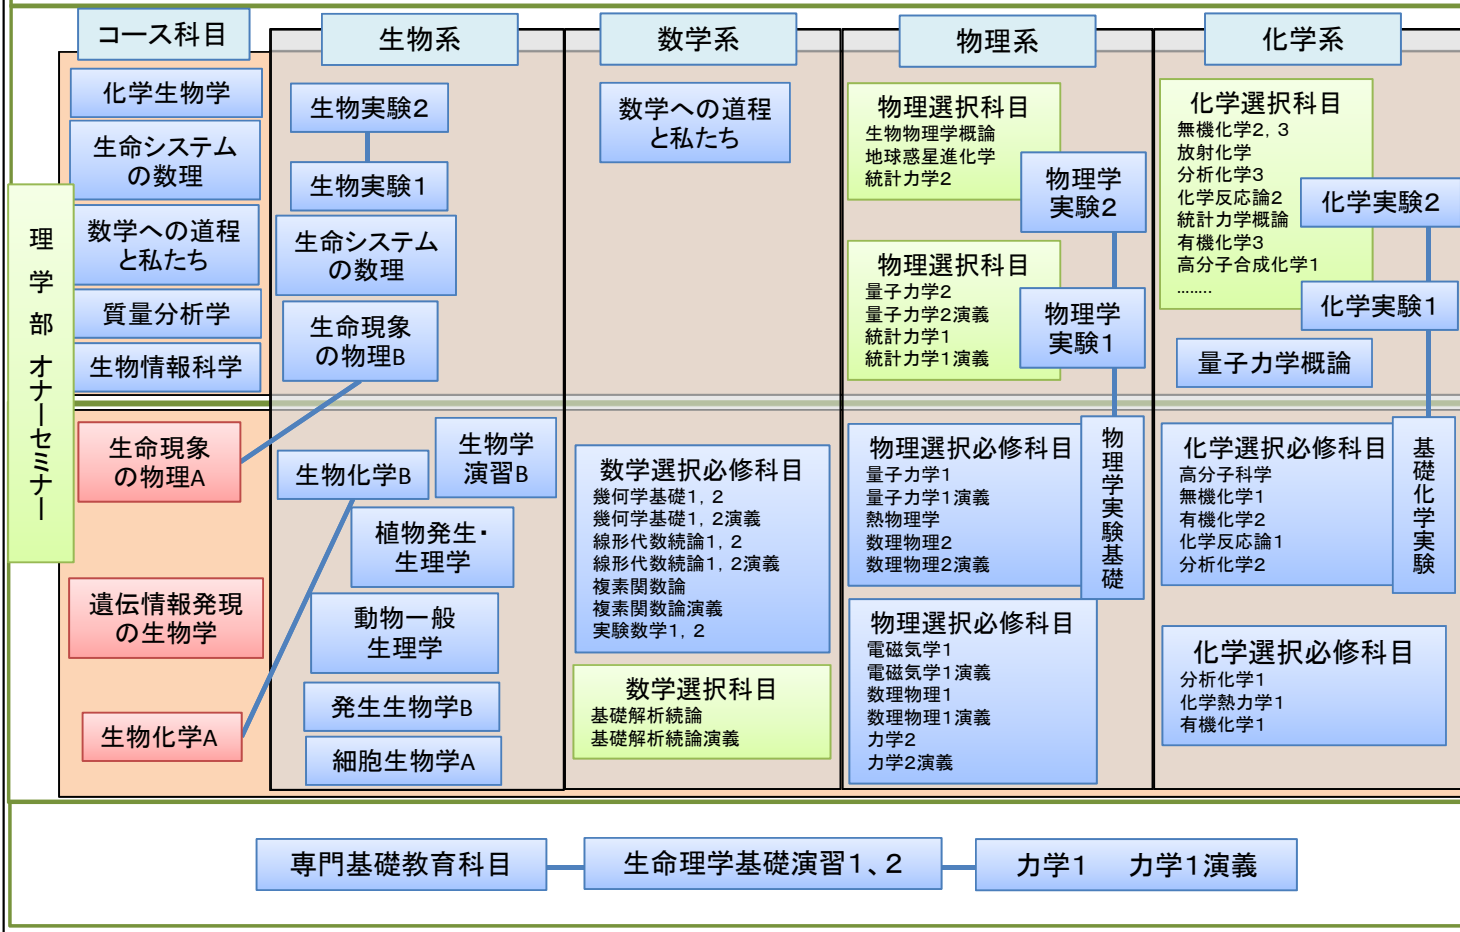 コース科目
化学生物学
生命システム
の数理
数学への道程
と私たち
質量分析学
生物情報科学
生命現象
の物理A
遺伝情報発現
の生物学
生物化学A
理学部オナーセミナー
生物系
生物実験2
生物実験1
生命システム
の数理
生命現象
の物理B
生物化学B
生物学
演習B
植物発生・
生理学
動物一般
生理学
発生生物学B
細胞生物学A
数学系
数学への道程
と私たち
数学選択必修科目
幾何学基礎1, 2
幾何学基礎1, 2演義
線形代数続論1, 2
線形代数続論1, 2演義
複素関数論
複素関数論演義
実験数学1, 2
数学選択科目
基礎解析続論
基礎解析続論演義
物理系
物理選択科目
生物物理学概論
地球惑星進化学
統計力学2
物理学
実験2
物理選択科目
量子力学2
量子力学2演義
統計力学1
統計力学1演義
物理学
実験1
物理選択必修科目
量子力学1
量子力学1演義
熱物理学
数理物理2
数理物理2演義
物理学実験基礎
物理選択必修科目
電磁気学1
電磁気学1演義
数理物理1
数理物理1演義
力学2
力学2演義
化学系
化学選択科目
無機化学2, 3
放射化学
分析化学3
化学反応論2
統計力学概論
有機化学3
高分子合成化学1
........
化学実験2
化学実験1
量子力学概論
化学選択必修科目
高分子科学
無機化学1
有機化学2
化学反応論1
分析化学2
基礎化学実験
化学選択必修科目
分析化学1
化学熱力学1
有機化学1
専門基礎教育科目
生命理学基礎演習1、2
力学1 力学1演義